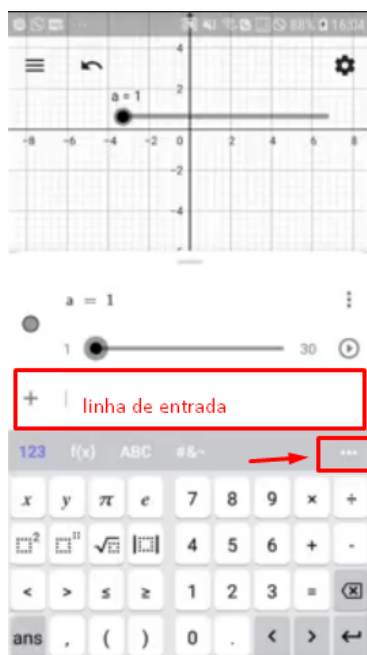 88% 16:04
4
a = 1
2
-8 -6 -4 -2 0 2 4 6 8
-2
-4
a = 1
1 30
+ linha de entrada
123 f(x) ABC #&¬ ...
x y π e 7 8 9 × ÷
□² □^□ √□ |□| 4 5 6 + -
< > ≤ ≥ 1 2 3 =
ans , ( ) 0 . < >